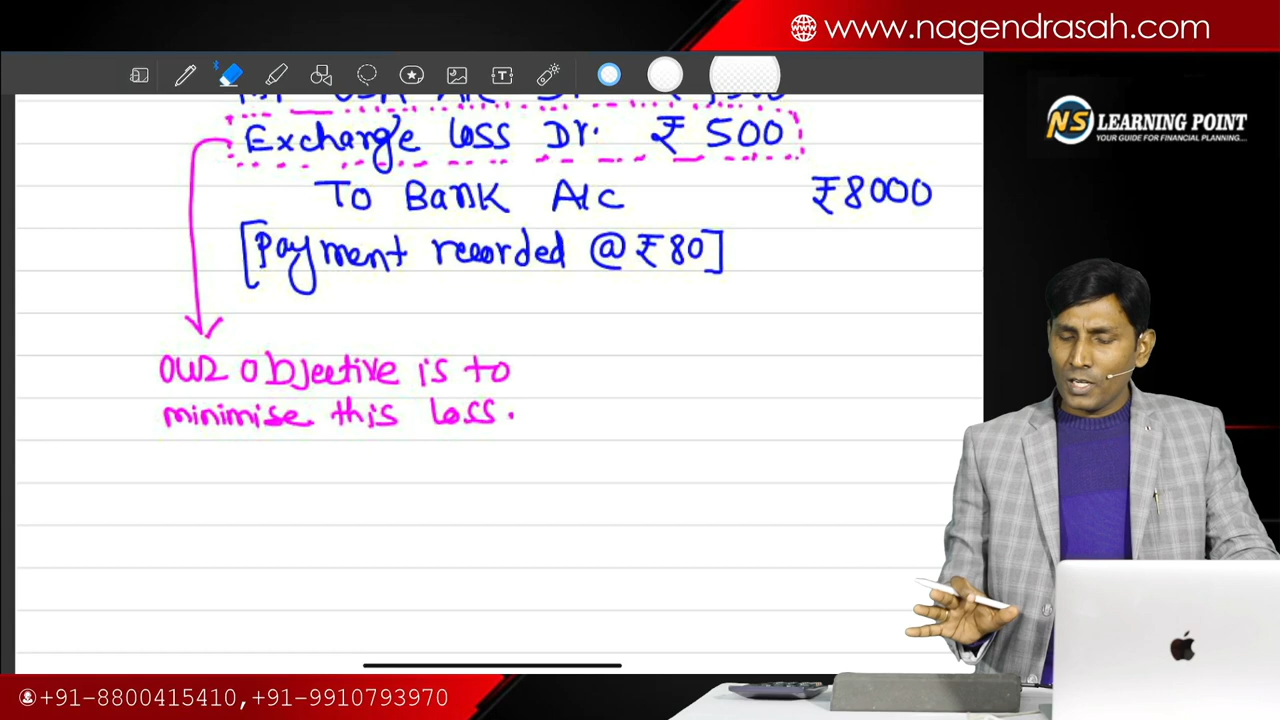 www.nagendrasah.com
NS LEARNING POINT
YOUR GUIDE FOR FINANCIAL PLANNING...
Exchange loss Dr. ₹ 500
To Bank A/c ₹8000
[Payment recorded @ ₹80]
OUR Objective is to
minimise this loss.
+91-8800415410,+91-9910793970